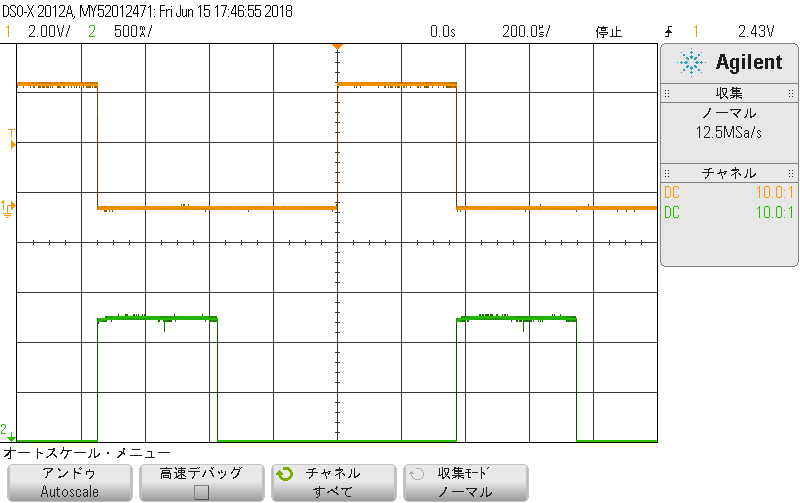 DSO-X 2012A, MY52012471: Fri Jun 15 17:46:55 2018
1 2.00V/ 2 500%/ 0.0s 200.0%/ 停止 1 2.43V
Agilent
収集
ノーマル
12.5MSa/s
チャネル
DC 10.0:1
DC 10.0:1
T
1
2
オートスケール・メニュー
アンドゥ
Autoscale
高速デバッグ
チャネル
すべて
収集モード
ノーマル